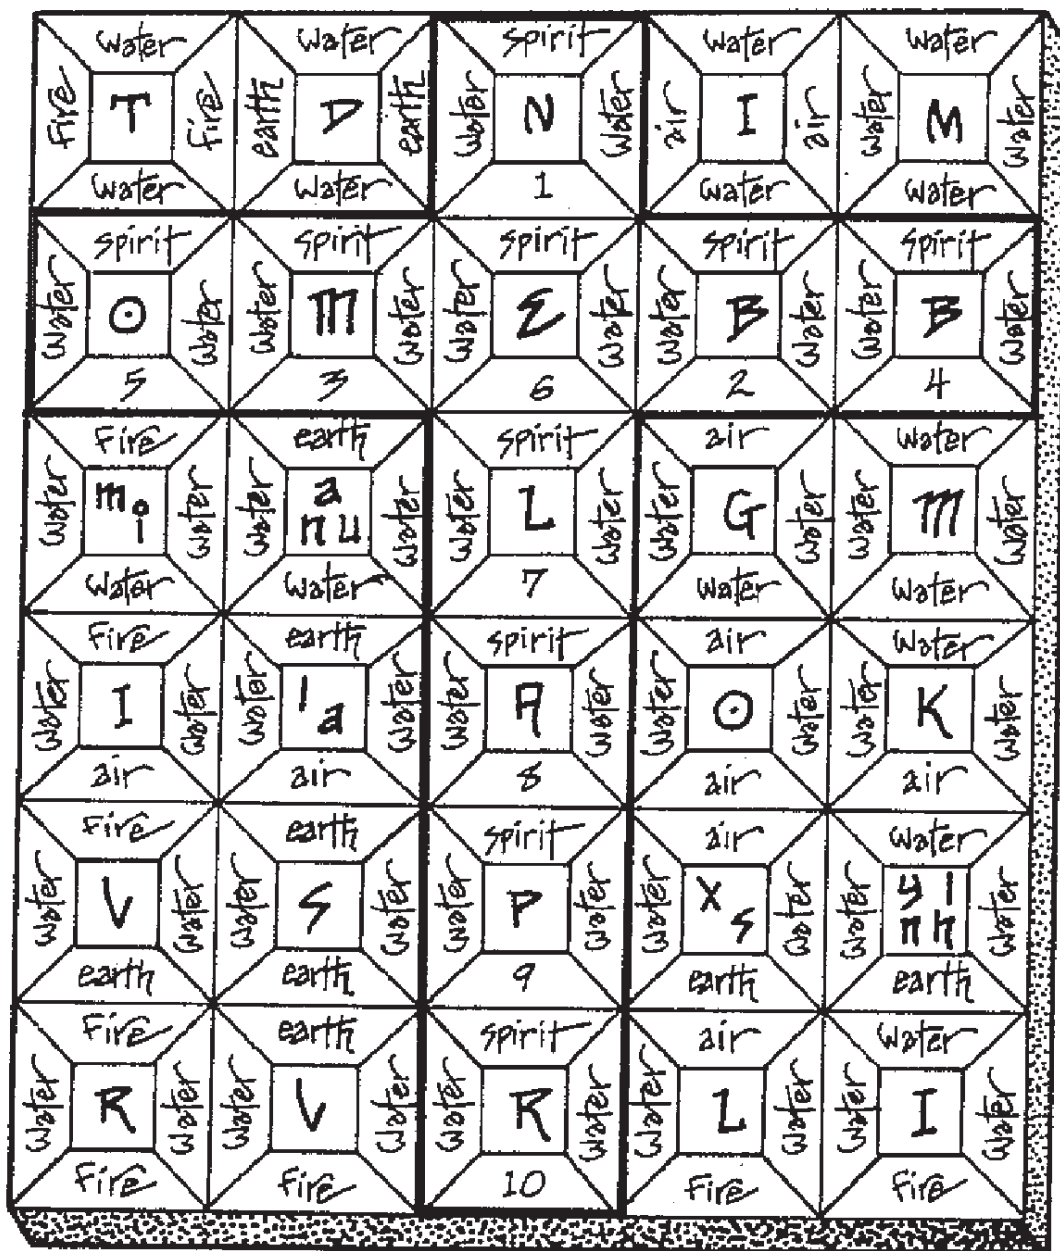 water water spirit water water
Fire T Fire earth D earth water N water air I air water M water
water water 1 water water
spirit spirit spirit spirit spirit
water O water water M water water E water water B water water B water
5 3 6 2 4
Fire earth spirit air water
water m i water water a nu water water L water water G water water M water
water water 7 water water
Fire earth spirit air water
water I water water l a water water A water water O water water K water
air air 8 air air
Fire earth spirit air water
water V water water S water water P water water x s water water y l n h water
earth earth 9 earth earth
Fire earth spirit air water
water R water water V water water R water water L water water I water
Fire Fire 10 Fire Fire